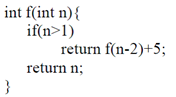 int f(int n){
if(n>1)
return f(n-2)+5;
return n;
}